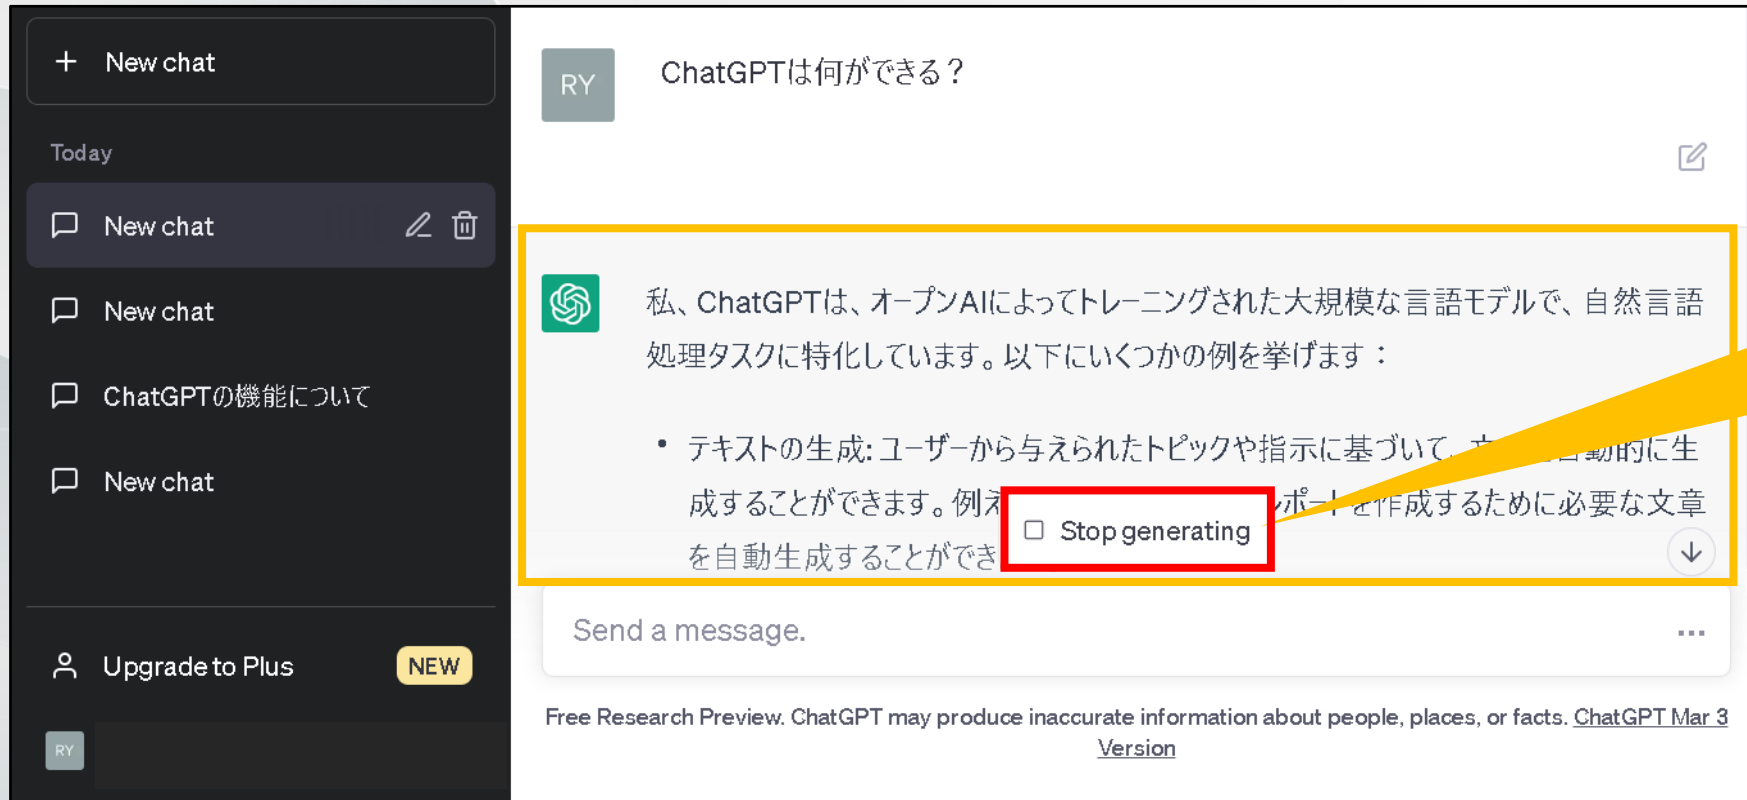 New chat
Today
New chat
New chat
ChatGPTの機能について
New chat
Upgrade to Plus NEW
RY
RY
ChatGPTは何ができる？
私、ChatGPTは、オープンAIによってトレーニングされた大規模な言語モデルで、自然言語
処理タスクに特化しています。以下にいくつかの例を挙げます：
• テキストの生成: ユーザーから与えられたトピックや指示に基づいて、自動的に生
成することができます。例え ポートを作成するために必要な文章
を自動生成することができ
Stop generating
Send a message.
Free Research Preview. ChatGPT may produce inaccurate information about people, places, or facts. ChatGPT Mar 3
Version